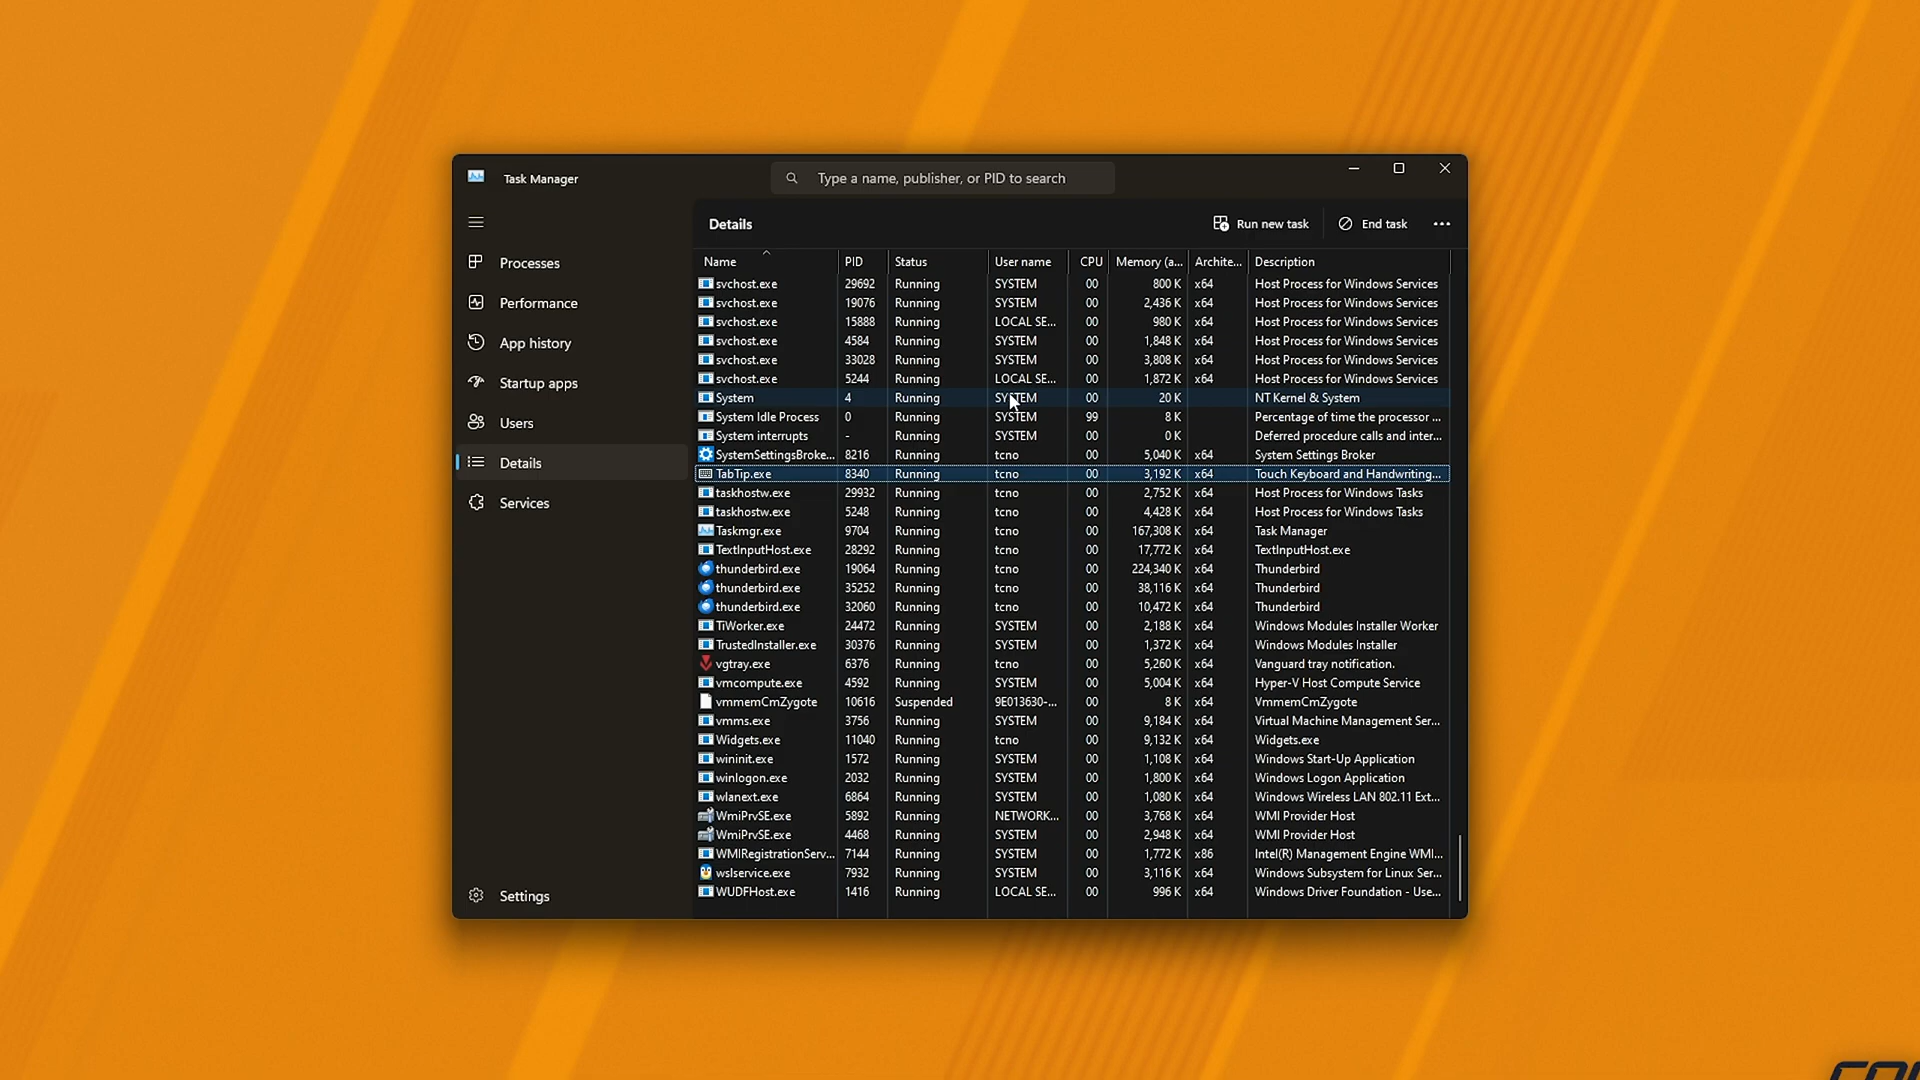 Task Manager
Type a name, publisher, or PID to search
Details
Run new task
End task
Processes
Performance
App history
Startup apps
Users
Details
Services
Settings
Name PID Status User name CPU Memory (a... Archite... Description
svchost.exe 29692 Running SYSTEM 00 800 K x64 Host Process for Windows Services
svchost.exe 19076 Running SYSTEM 00 2,436 K x64 Host Process for Windows Services
svchost.exe 15888 Running LOCAL SE... 00 980 K x64 Host Process for Windows Services
svchost.exe 4584 Running SYSTEM 00 1,848 K x64 Host Process for Windows Services
svchost.exe 33028 Running SYSTEM 00 3,808 K x64 Host Process for Windows Services
svchost.exe 5244 Running LOCAL SE... 00 1,872 K x64 Host Process for Windows Services
System 4 Running SYSTEM 00 20 K NT Kernel & System
System Idle Process 0 Running SYSTEM 99 8 K Percentage of time the processor ...
System interrupts - Running SYSTEM 00 0 K Deferred procedure calls and inter...
SystemSettingsBroke... 8216 Running tcno 00 5,040 K x64 System Settings Broker
TabTip.exe 8340 Running tcno 00 3,192 K x64 Touch Keyboard and Handwriting...
taskhostw.exe 29932 Running tcno 00 2,752 K x64 Host Process for Windows Tasks
taskhostw.exe 5248 Running tcno 00 4,428 K x64 Host Process for Windows Tasks
Taskmgr.exe 9704 Running tcno 00 167,308 K x64 Task Manager
TextInputHost.exe 28292 Running tcno 00 17,772 K x64 TextInputHost.exe
thunderbird.exe 19064 Running tcno 00 224,340 K x64 Thunderbird
thunderbird.exe 35252 Running tcno 00 38,116 K x64 Thunderbird
thunderbird.exe 32060 Running tcno 00 10,472 K x64 Thunderbird
TiWorker.exe 24472 Running SYSTEM 00 2,188 K x64 Windows Modules Installer Worker
TrustedInstaller.exe 30376 Running SYSTEM 00 1,372 K x64 Windows Modules Installer
vgtray.exe 6376 Running tcno 00 5,260 K x64 Vanguard tray notification.
vmcompute.exe 4592 Running SYSTEM 00 5,004 K x64 Hyper-V Host Compute Service
vmmemCmZygote 10616 Suspended 9E013630-... 00 8 K x64 VmmemCmZygote
vmms.exe 3756 Running SYSTEM 00 9,184 K x64 Virtual Machine Management Ser...
Widgets.exe 11040 Running tcno 00 9,132 K x64 Widgets.exe
wininit.exe 1572 Running SYSTEM 00 1,108 K x64 Windows Start-Up Application
winlogon.exe 2032 Running SYSTEM 00 1,800 K x64 Windows Logon Application
wlanext.exe 6864 Running SYSTEM 00 1,080 K x64 Windows Wireless LAN 802.11 Ext...
WmiPrvSE.exe 5892 Running NETWORK... 00 3,768 K x64 WMI Provider Host
WmiPrvSE.exe 4468 Running SYSTEM 00 2,948 K x64 WMI Provider Host
WMIRegistrationServ... 7144 Running SYSTEM 00 1,772 K x86 Intel(R) Management Engine WMI...
wslservice.exe 7932 Running SYSTEM 00 3,116 K x64 Windows Subsystem for Linux Ser...
WUDFHost.exe 1416 Running LOCAL SE... 00 996 K x64 Windows Driver Foundation - Use...